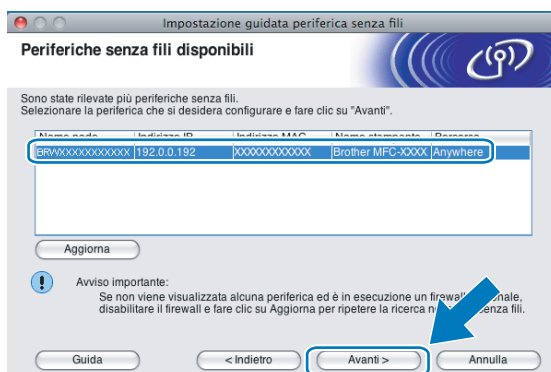 Impostazione guidata periferica senza fili
Periferiche senza fili disponibili
Sono state rilevate più periferiche senza fili.
Selezionare la periferica che si desidera configurare e fare clic su "Avanti".
Nome nodo Indirizzo IP Indirizzo MAC Nome stampante Percorso
BRWXXXXXXXXXXXX 192.0.0.192 XXXXXXXXXXXX Brother MFC-XXXX Anywhere
Aggiorna
Avviso importante:
Se non viene visualizzata alcuna periferica ed è in esecuzione un
disabilitare il firewall e fare clic su Aggiorna per ripetere la ricerca senza fili.
Guida < Indietro Avanti > Annulla